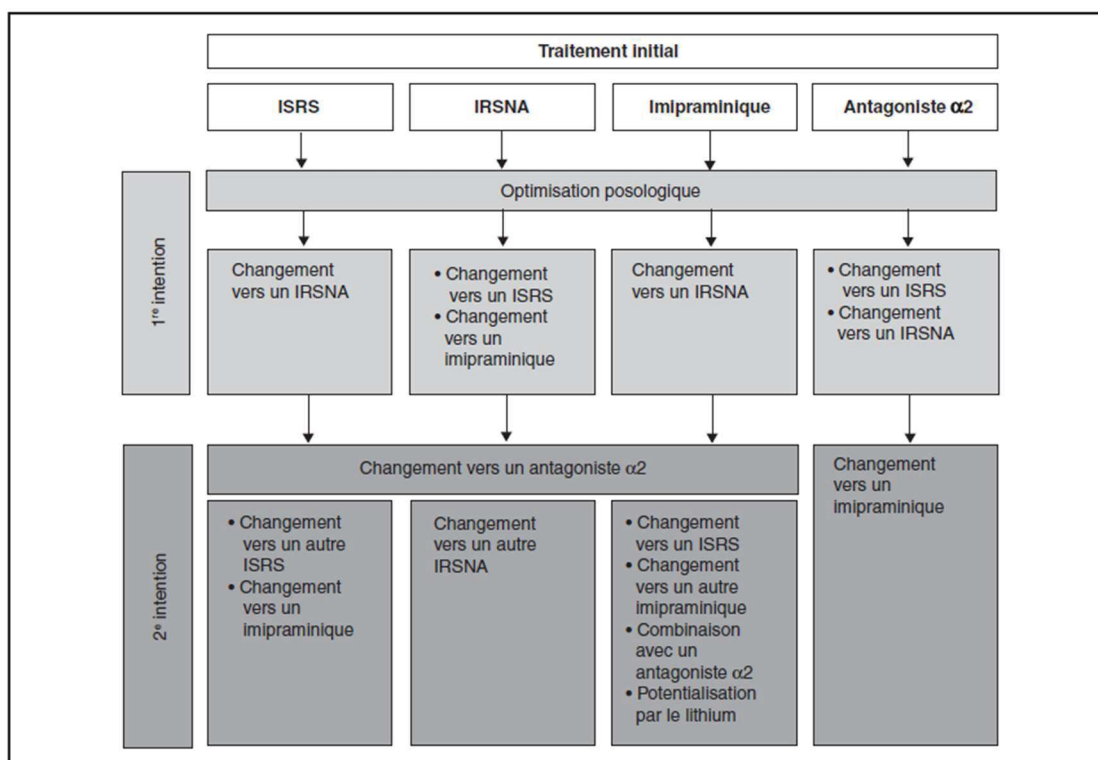 Traitement initial
ISRS
IRSNA
Imipraminique
Antagoniste α2
1re intention
Optimisation posologique
Changement
vers un IRSNA
• Changement
vers un ISRS
• Changement
vers un
imipraminique
Changement
vers un IRSNA
• Changement
vers un ISRS
• Changement
vers un IRSNA
2e intention
Changement vers un antagoniste α2
• Changement
vers un autre
ISRS
• Changement
vers un
imipraminique
Changement
vers un autre
IRSNA
• Changement
vers un ISRS
• Changement
vers un autre
imipraminique
• Combinaison
avec un
antagoniste α2
• Potentialisation
par le lithium
Changement
vers un
imipraminique